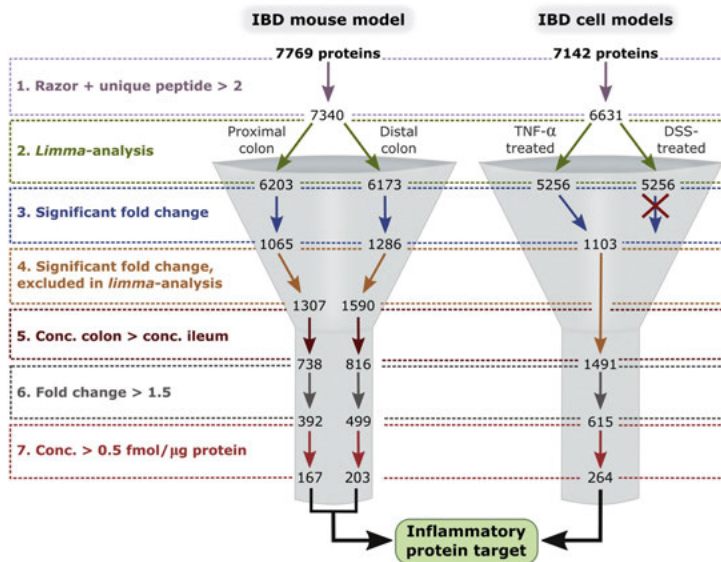 IBD mouse model
IBD cell models
7769 proteins
7142 proteins
1. Razor + unique peptide > 2
7340
6631
Proximal
colon
Distal
colon
TNF-α
treated
DSS-
treated
2. Limma-analysis
6203
6173
5256
5256
3. Significant fold change
1065
1286
1103
4. Significant fold change,
excluded in limma-analysis
1307
1590
5. Conc. colon > conc. ileum
738
816
1491
6. Fold change > 1.5
392
499
615
7. Conc. > 0.5 fmol/µg protein
167
203
264
Inflammatory
protein target